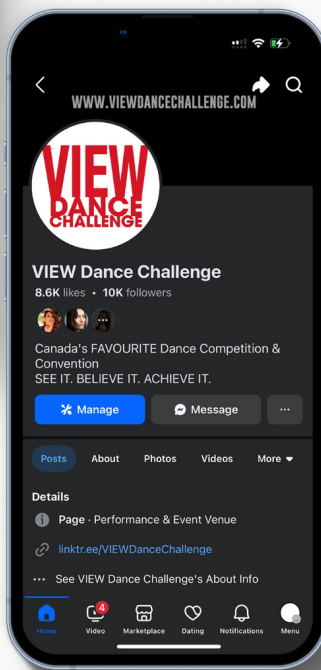 WWW.VIEWDANCECHALLENGE.COM
VIEW
DANCE
CHALLENGE
VIEW Dance Challenge
8.6K likes • 10K followers
Canada's FAVOURITE Dance Competition &
Convention
SEE IT. BELIEVE IT. ACHIEVE IT.
Manage
Message
Posts
About
Photos
Videos
More
Details
Page · Performance & Event Venue
linktr.ee/VIEWDanceChallenge
See VIEW Dance Challenge's About Info
4
Home
Video
Marketplace
Dating
Notifications
Menu